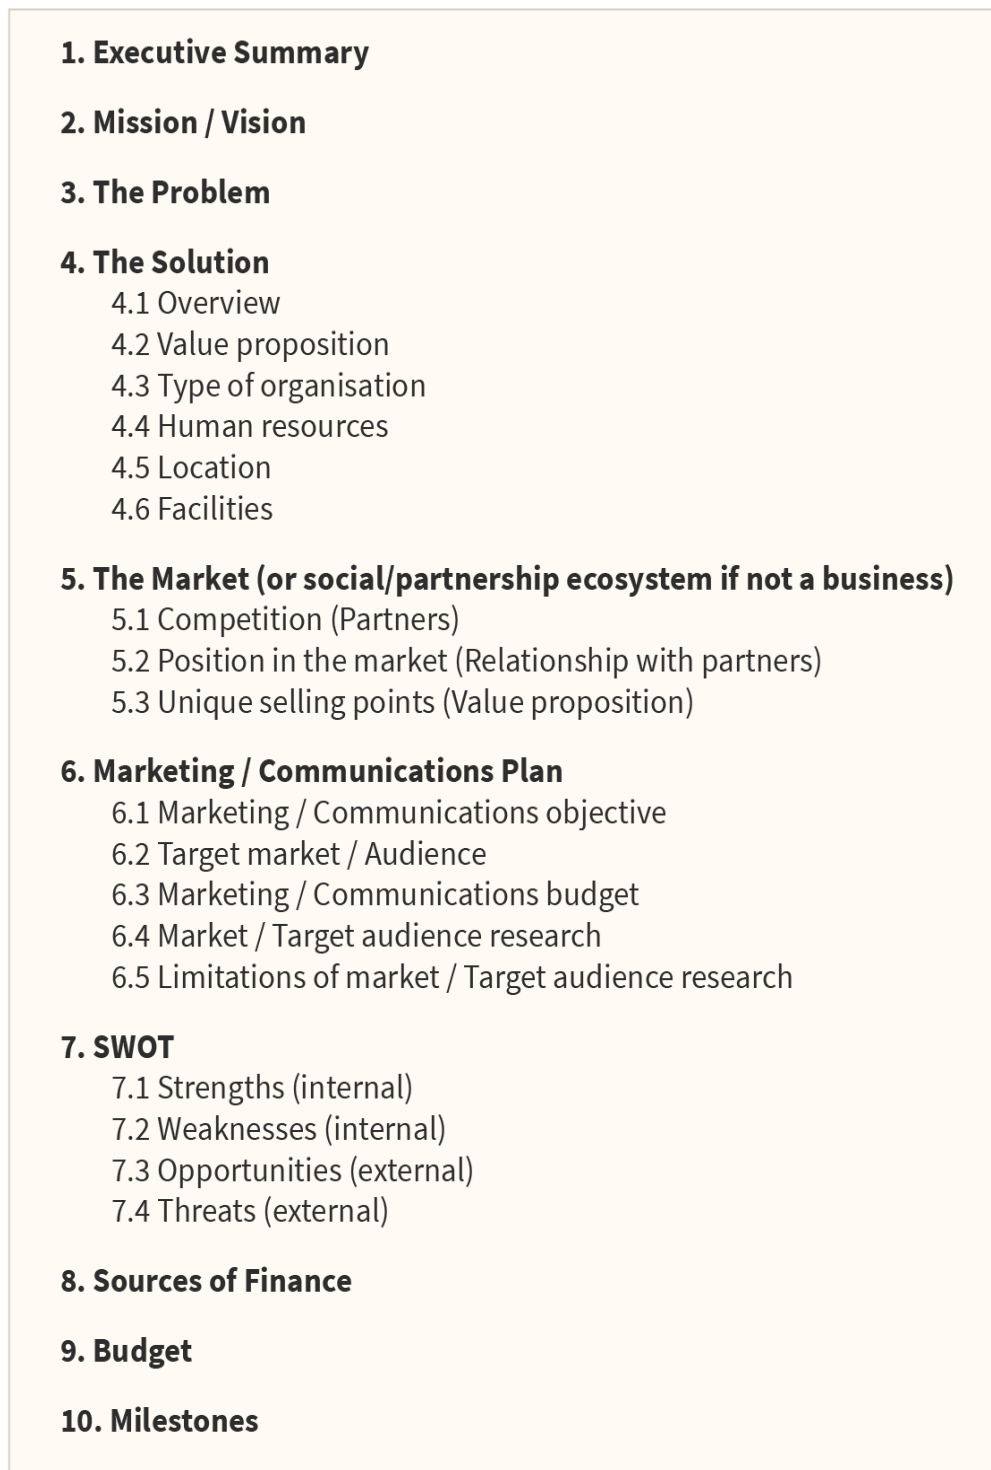 1. Executive Summary
2. Mission / Vision
3. The Problem
4. The Solution
4.1 Overview
4.2 Value proposition
4.3 Type of organisation
4.4 Human resources
4.5 Location
4.6 Facilities
5. The Market (or social/partnership ecosystem if not a business)
5.1 Competition (Partners)
5.2 Position in the market (Relationship with partners)
5.3 Unique selling points (Value proposition)
6. Marketing / Communications Plan
6.1 Marketing / Communications objective
6.2 Target market / Audience
6.3 Marketing / Communications budget
6.4 Market / Target audience research
6.5 Limitations of market / Target audience research
7. SWOT
7.1 Strengths (internal)
7.2 Weaknesses (internal)
7.3 Opportunities (external)
7.4 Threats (external)
8. Sources of Finance
9. Budget
10. Milestones